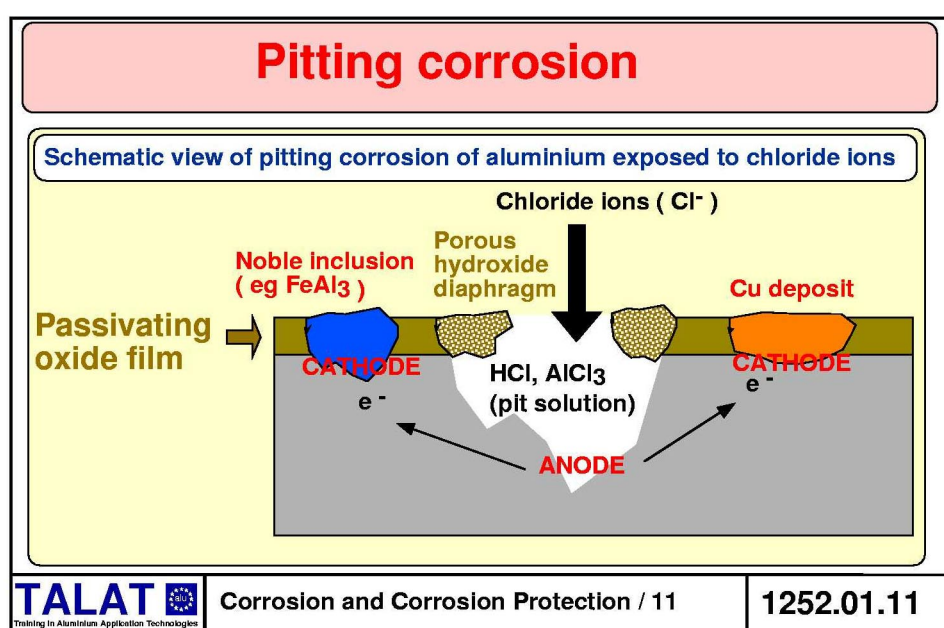 Pitting corrosion
Schematic view of pitting corrosion of aluminium exposed to chloride ions
Chloride ions ( Cl- )
Noble inclusion
( eg FeAl3 )
Porous
hydroxide
diaphragm
Cu deposit
Passivating
oxide film
CATHODE
e -
HCl, AlCl3
(pit solution)
CATHODE
e -
ANODE
TALAT
alu
Training in Aluminium Application Technologies
Corrosion and Corrosion Protection / 11
1252.01.11